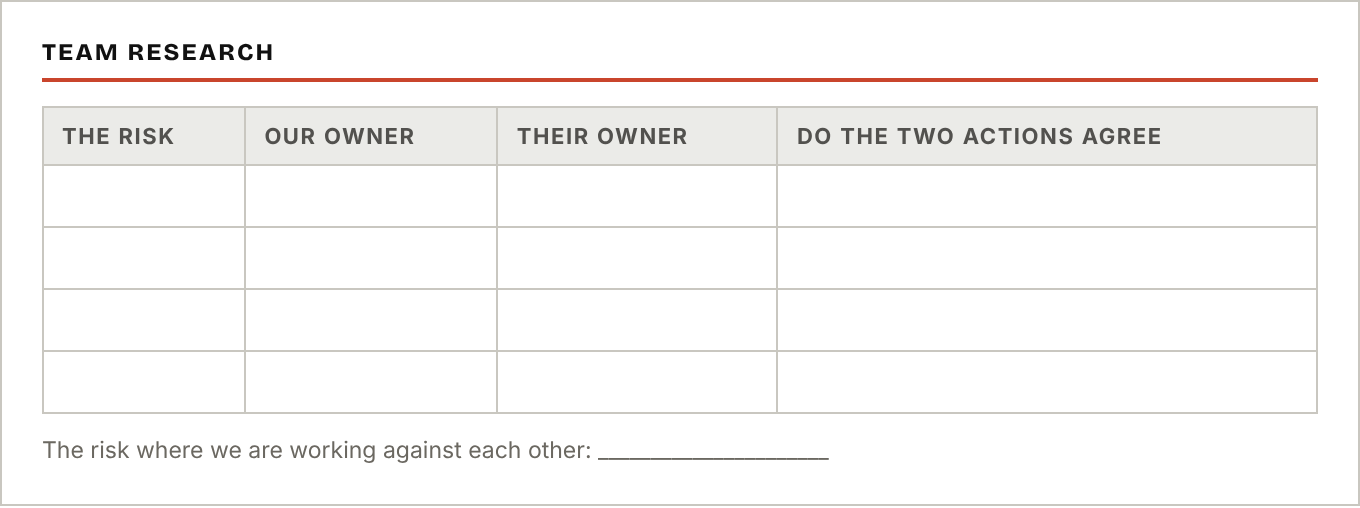 TEAM RESEARCH
THE RISK OUR OWNER THEIR OWNER DO THE TWO ACTIONS AGREE
The risk where we are working against each other: ______________________